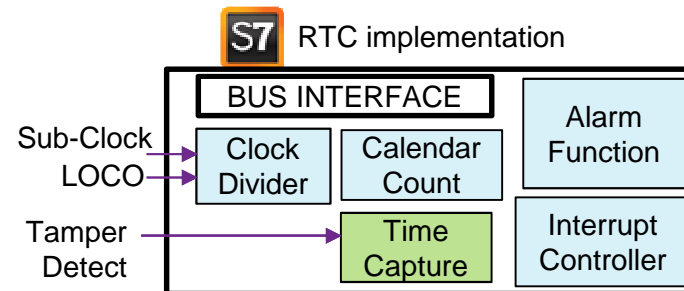 S7 RTC implementation
BUS INTERFACE
Sub-Clock
LOCO
Clock
Divider
Calendar
Count
Alarm
Function
Tamper
Detect
Time
Capture
Interrupt
Controller